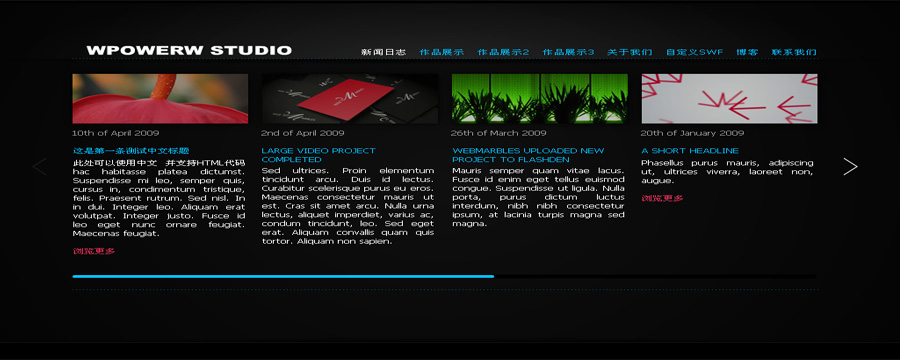 WPOWERW STUDIO
新闻日志 作品展示 作品展示2 作品展示3 关于我们 自定义SWF 博客 联系我们
10th of April 2009
这是第一条测试中文标题
此处可以使用中文 并支持HTML代码
hac habitasse platea dictumst.
Suspendisse mi leo, semper quis,
cursus in, condimentum tristique,
felis. Praesent rutrum. Sed nisl. In
in dui. Integer leo. Aliquam erat
volutpat. Integer justo. Fusce id
leo eget nunc ornare feugiat.
Maecenas feugiat.
浏览更多
2nd of April 2009
LARGE VIDEO PROJECT
COMPLETED
Sed ultrices. Proin elementum
tincidunt arcu. Duis id lectus.
Curabitur scelerisque purus eu eros.
Maecenas consectetur mauris ut
est. Cras sit amet arcu. Nulla urna
lectus, aliquet imperdiet, varius ac,
condum tincidunt, leo. Sed eget
erat. Aliquam convallis quam quis
tortor. Aliquam non sapien.
26th of March 2009
WEBMARBLES UPLOADED NEW
PROJECT TO FLASHDEN
Mauris semper quam vitae lacus.
Fusce id enim eget tellus euismod
congue. Suspendisse ut ligula. Nulla
porta, purus dictum luctus
interdum, nibh nibh consectetur
ipsum, at lacinia turpis magna sed
magna.
20th of January 2009
A SHORT HEADLINE
Phasellus purus mauris, adipiscing
ut, ultrices viverra, laoreet non,
augue.
浏览更多